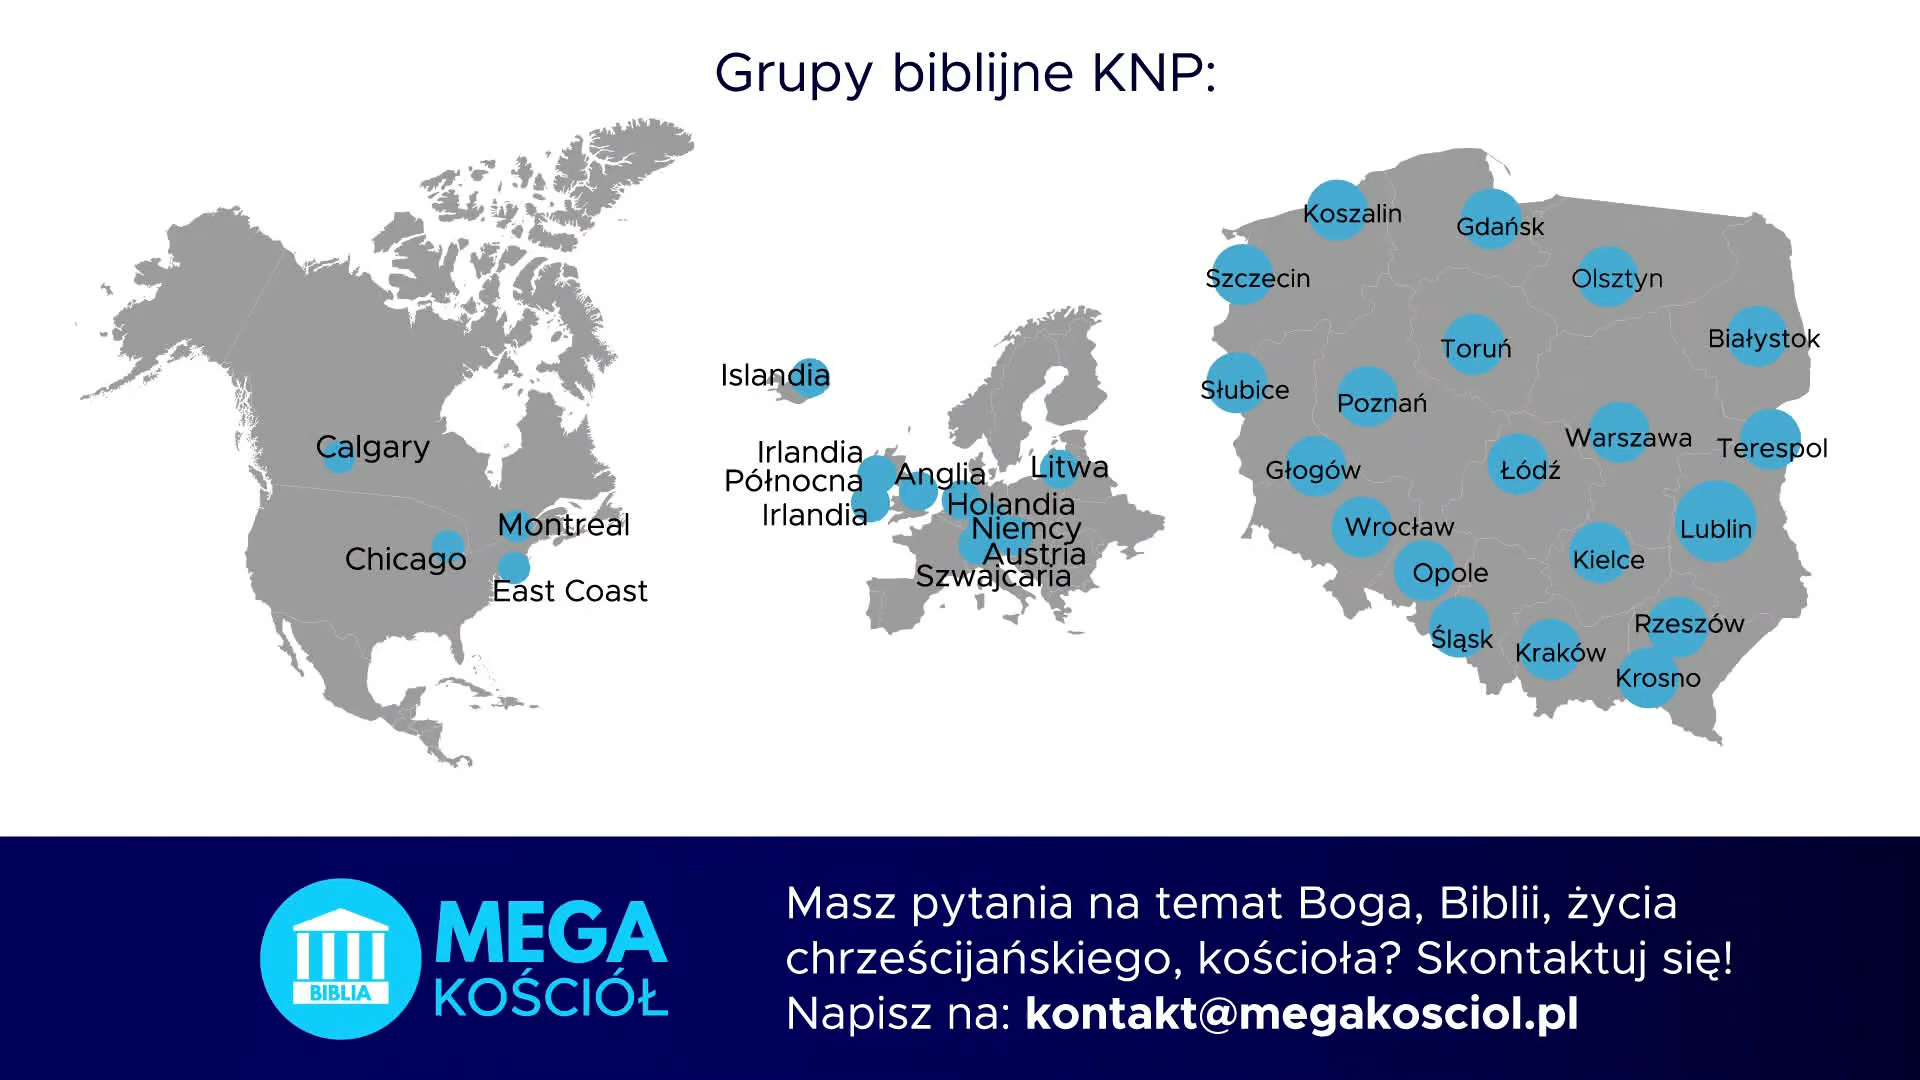 Grupy biblijne KNP:
Calgary
Chicago
Montreal
East Coast
Islandia
Irlandia
Północna
Irlandia
Anglia
Litwa
Holandia
Niemcy
Austria
Szwajcaria
Koszalin
Gdańsk
Szczecin
Olsztyn
Białystok
Toruń
Słubice
Poznań
Warszawa
Terespol
Głogów
Łódź
Wrocław
Lublin
Kielce
Opole
Śląsk
Kraków
Rzeszów
Krosno
BIBLIA
MEGA
KOŚCIÓŁ
Masz pytania na temat Boga, Biblii, życia
chrześcijańskiego, kościoła? Skontaktuj się!
Napisz na: kontakt@megakosciol.pl